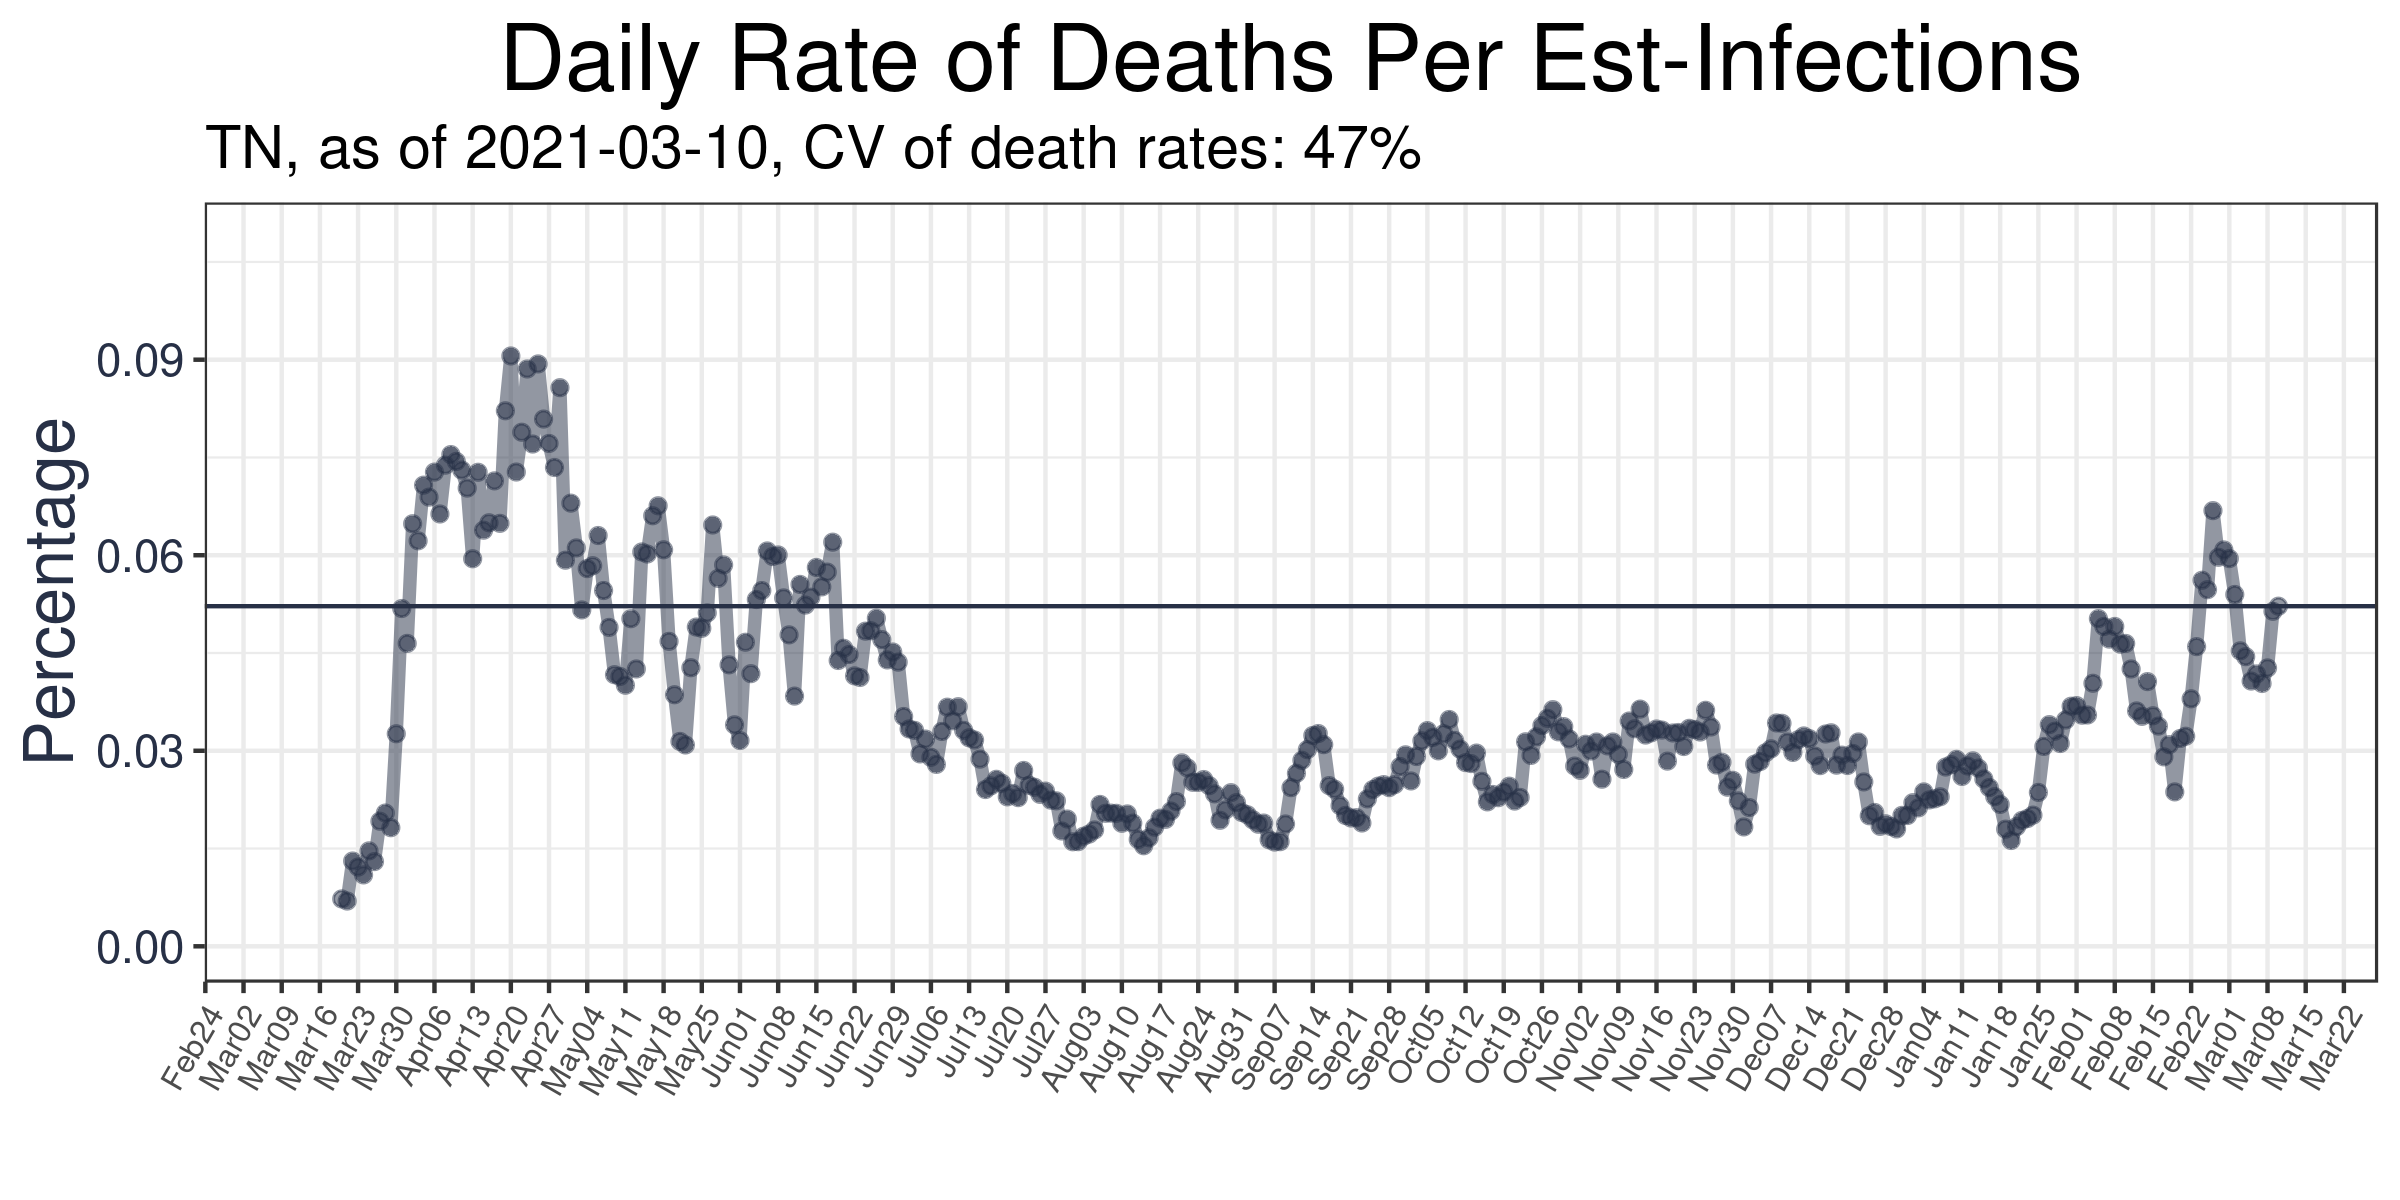 Daily Rate of Deaths Per Est-Infections
TN, as of 2021-03-10, CV of death rates: 47%
Percentage
0.09
0.06
0.03
0.00
Feb24
Mar02
Mar09
Mar16
Mar23
Mar30
Apr06
Apr13
Apr20
Apr27
May04
May11
May18
May25
Jun01
Jun08
Jun15
Jun22
Jun29
Jul06
Jul13
Jul20
Jul27
Aug03
Aug10
Aug17
Aug24
Aug31
Sep07
Sep14
Sep21
Sep28
Oct05
Oct12
Oct19
Oct26
Nov02
Nov09
Nov16
Nov23
Nov30
Dec07
Dec14
Dec21
Dec28
Jan04
Jan11
Jan18
Jan25
Feb01
Feb08
Feb15
Feb22
Mar01
Mar08
Mar15
Mar22